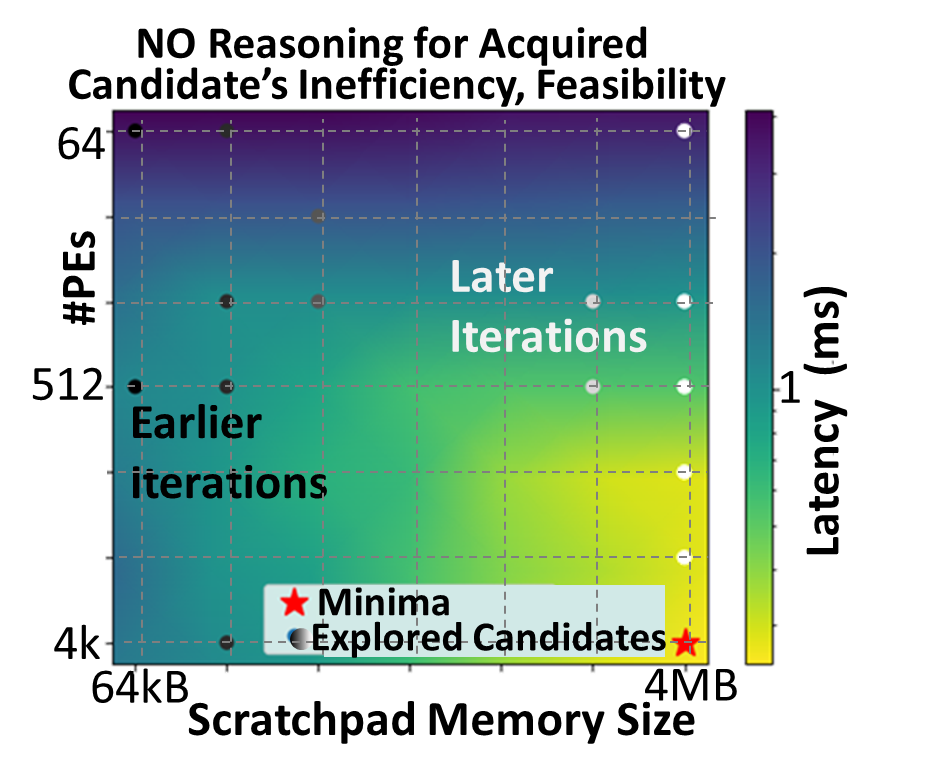 NO Reasoning for Acquired
Candidate's Inefficiency, Feasibility
64
#PEs
512
4k
Later
Iterations
Earlier
iterations
Minima
Explored Candidates
64kB
4MB
Scratchpad Memory Size
1
Latency (ms)